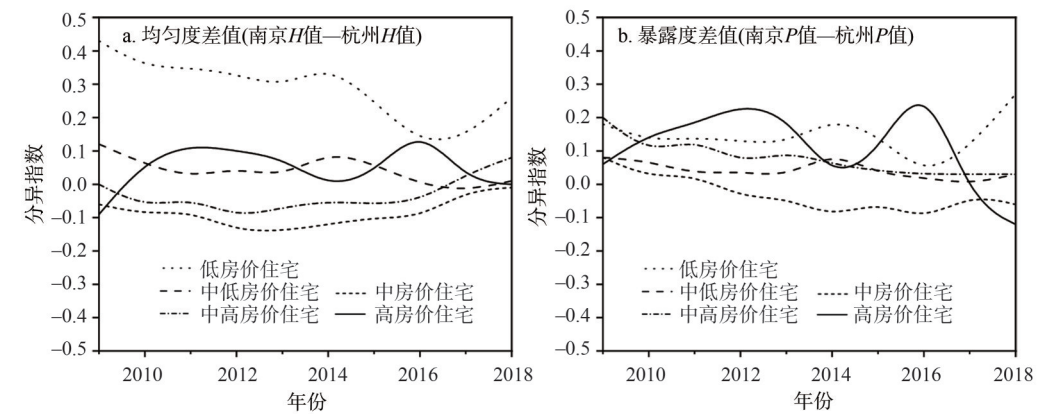 a. 均匀度差值(南京H值—杭州H值)
0.5
0.4
0.3
0.2
0.1
0.0
–0.1
–0.2
–0.3
–0.4
–0.5
分异指数
低房价住宅
中低房价住宅 中房价住宅
中高房价住宅 高房价住宅
2010 2012 2014 2016 2018
年份
b. 暴露度差值(南京P值—杭州P值)
0.5
0.4
0.3
0.2
0.1
0.0
–0.1
–0.2
–0.3
–0.4
–0.5
分异指数
低房价住宅
中低房价住宅 中房价住宅
中高房价住宅 高房价住宅
2010 2012 2014 2016 2018
年份